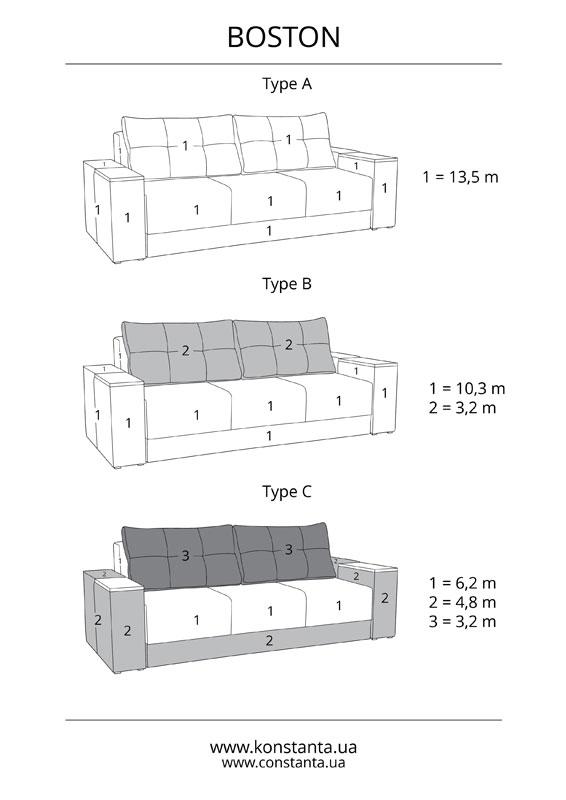 BOSTON
Type A
1 1
1 1
1 1 1 1 1 1
1
1 = 13,5 m
Type B
2 2
1 1
1 1 1 1 1 1
1
1 = 10,3 m
2 = 3,2 m
Type C
3 3
1 2 2 2
2 2 1 1 1 2
2
1 = 6,2 m
2 = 4,8 m
3 = 3,2 m
www.konstanta.ua
www.constanta.ua